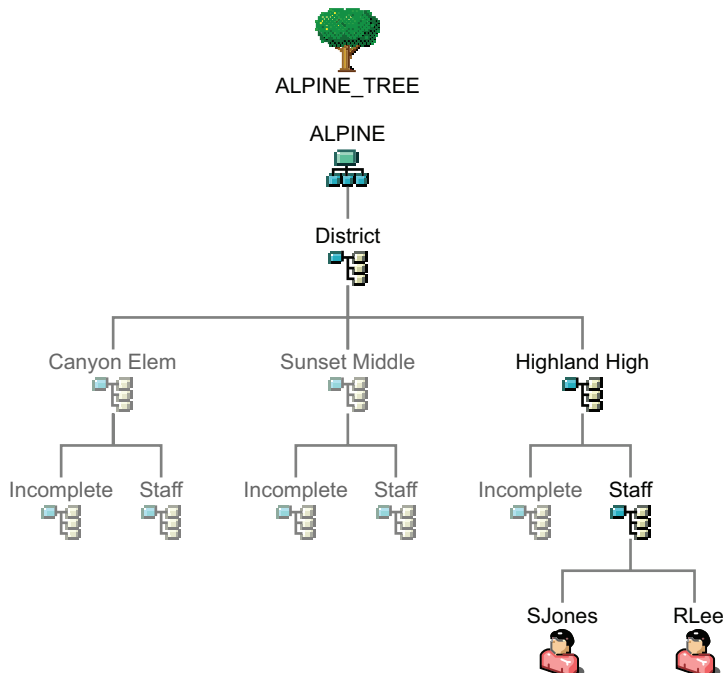 ALPINE_TREE
ALPINE
District
Canyon Elem
Sunset Middle
Highland High
Incomplete
Staff
Incomplete
Staff
Incomplete
Staff
SJones
RLee